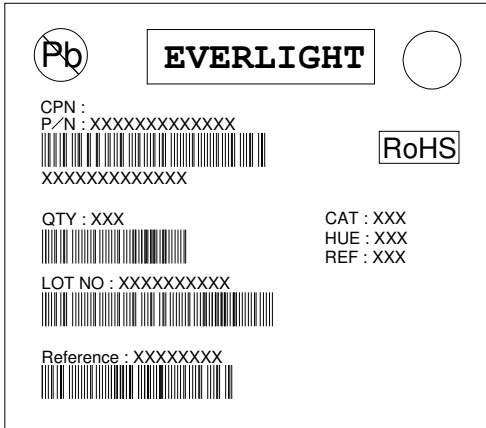 Pb
EVERLIGHT
CPN :
P/N : XXXXXXXXXXXXX
RoHS
XXXXXXXXXXXXX
QTY : XXX
CAT : XXX
HUE : XXX
REF : XXX
LOT NO : XXXXXXXXXX
Reference : XXXXXXXX